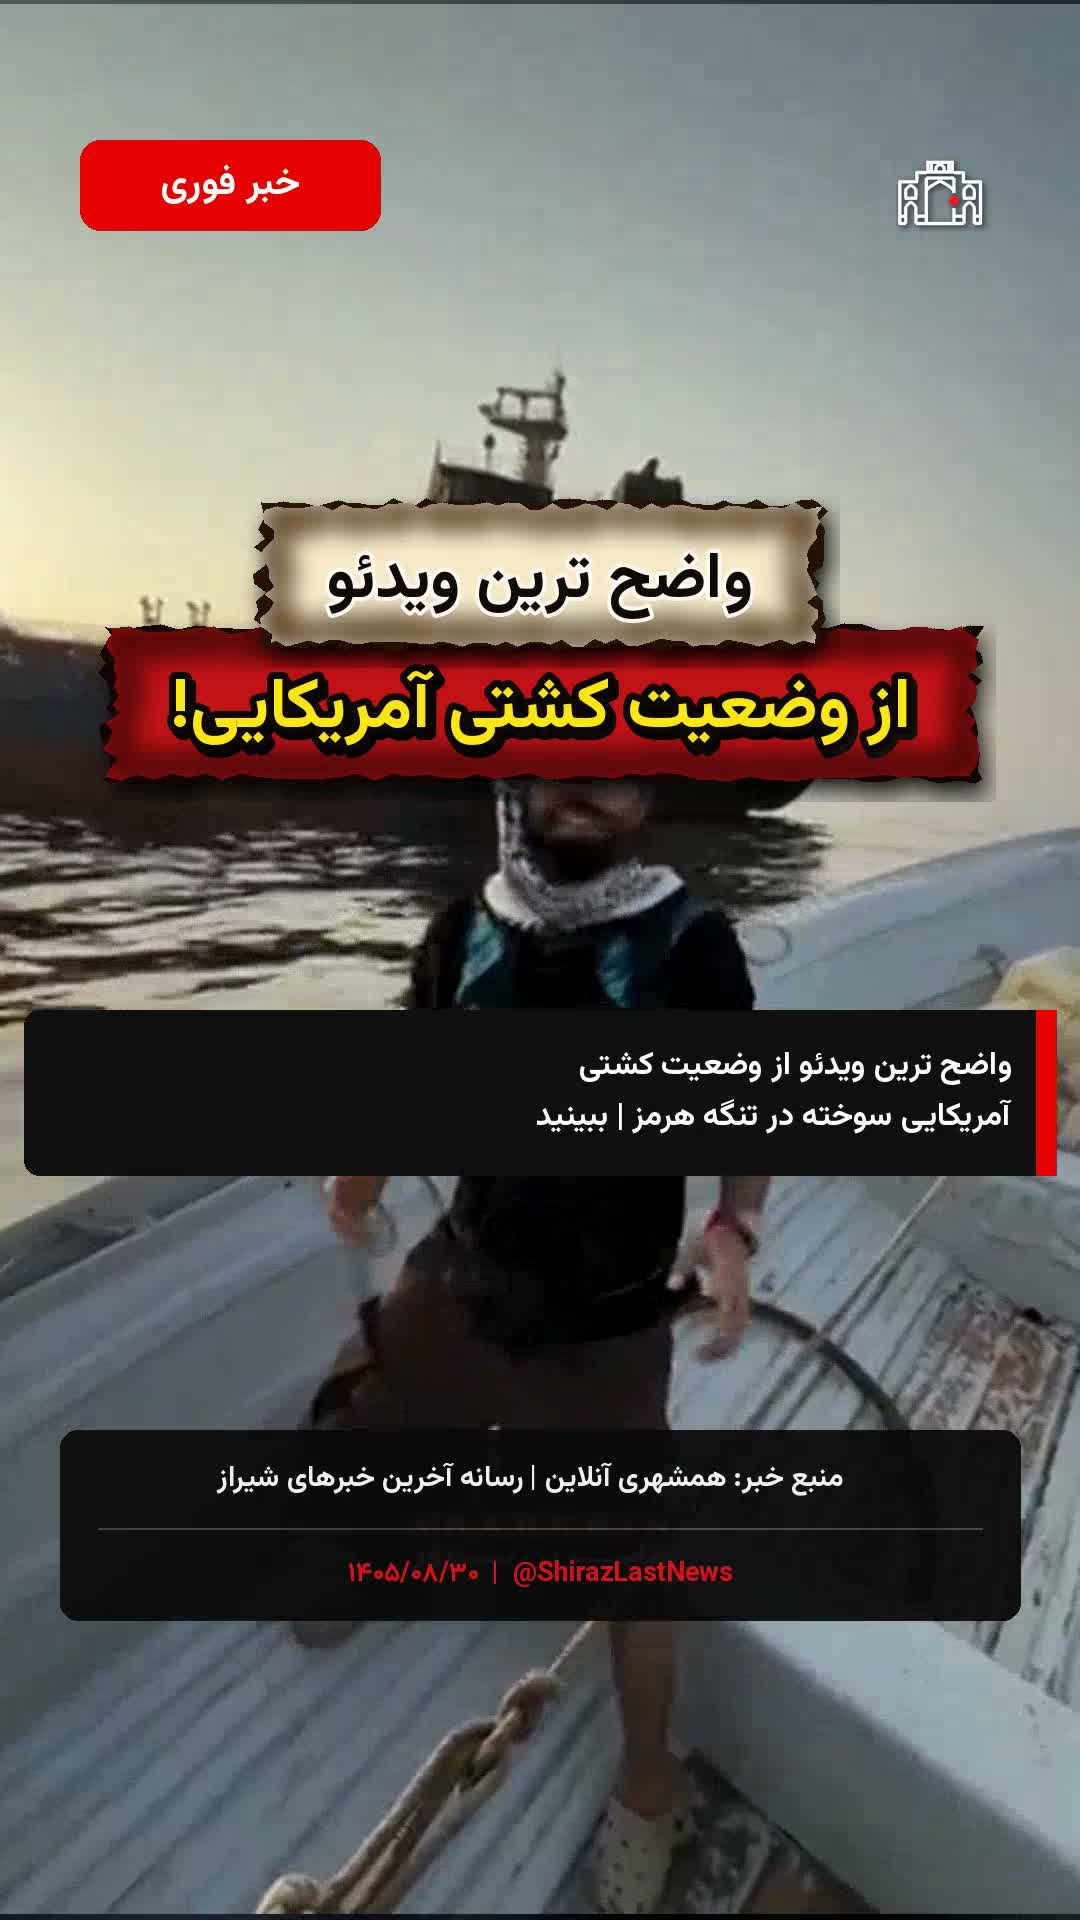 خبر فوری
واضح ترین ویدئو
از وضعیت کشتی آمریکایی!
واضح ترین ویدئو از وضعیت کشتی
آمریکایی سوخته در تنگه هرمز | ببینید
منبع خبر: همشهری آنلاین | رسانه آخرین خبرهای شیراز
۱۴۰۵/۰۸/۳۰ | @ShirazLastNews